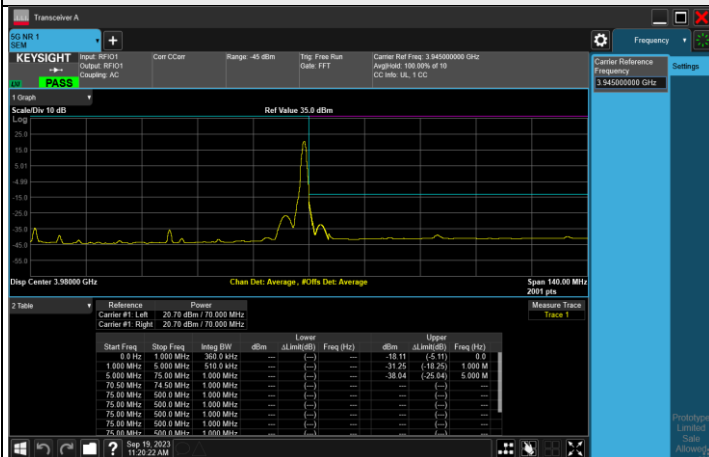 Transceiver A
5G NR 1
SEM
+
Frequency
KEYSIGHT
Input: RFIO1
Output: RFIO1
Coupling: AC
Corr CCorr
Range: -45 dBm
Trig: Free Run
Gate: FFT
Carrier Ref Freq: 3.945000000 GHz
Avg|Hold: 100.00% of 10
CC Info: UL, 1 CC
PASS
Carrier Reference
Frequency
3.945000000 GHz
Settings
1 Graph
Scale/Div 10 dB
Ref Value 35.0 dBm
Log
25.0
15.0
5.01
-4.99
-15.0
-25.0
-35.0
-45.0
-55.0
Disp Center 3.98000 GHz
Chan Det: Average , #Offs Det: Average
Span 140.00 MHz
2001 pts
2 Table
Measure Trace
Trace 1
Reference Power
Carrier #1: Left 20.70 dBm / 70.000 MHz
Carrier #1: Right 20.70 dBm / 70.000 MHz
Lower Upper
Start Freq Stop Freq Integ BW dBm ΔLimit(dB) Freq (Hz) dBm ΔLimit(dB) Freq (Hz)
0.0 Hz 1.000 MHz 360.0 kHz --- (---) --- -18.11 (-5.11) 0.0
1.000 MHz 5.000 MHz 510.0 kHz --- (---) --- -31.25 (-18.25) 1.000 M
5.000 MHz 75.00 MHz 1.000 MHz --- (---) --- -38.04 (-25.04) 5.000 M
70.50 MHz 74.50 MHz 1.000 MHz --- (---) --- --- (---) ---
75.00 MHz 500.0 MHz 1.000 MHz --- (---) --- --- (---) ---
75.00 MHz 500.0 MHz 1.000 MHz --- (---) --- --- (---) ---
75.00 MHz 500.0 MHz 1.000 MHz --- (---) --- --- (---) ---
75.00 MHz 500.0 MHz 1.000 MHz --- (---) --- --- (---) ---
75.00 MHz 500.0 MHz 1.000 MHz --- (---) --- --- (---) ---
Prototype
Limited
Sale
Allowed
?
Sep 19, 2023
11:20:22 AM